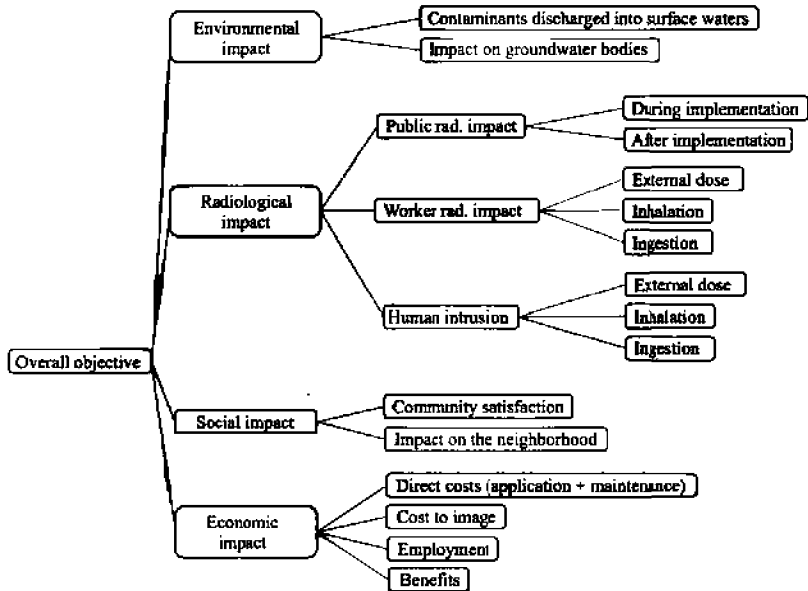 Environmental
impact
Contaminants discharged into surface waters
Impact on groundwater bodies
Public rad. impact
During implementation
After implementation
Radiological
impact
Worker rad. impact
External dose
Inhalation
Ingestion
Human intrusion
External dose
Inhalation
Ingestion
Overall objective
Social impact
Community satisfaction
Impact on the neighborhood
Economic
impact
Direct costs (application + maintenance)
Cost to image
Employment
Benefits